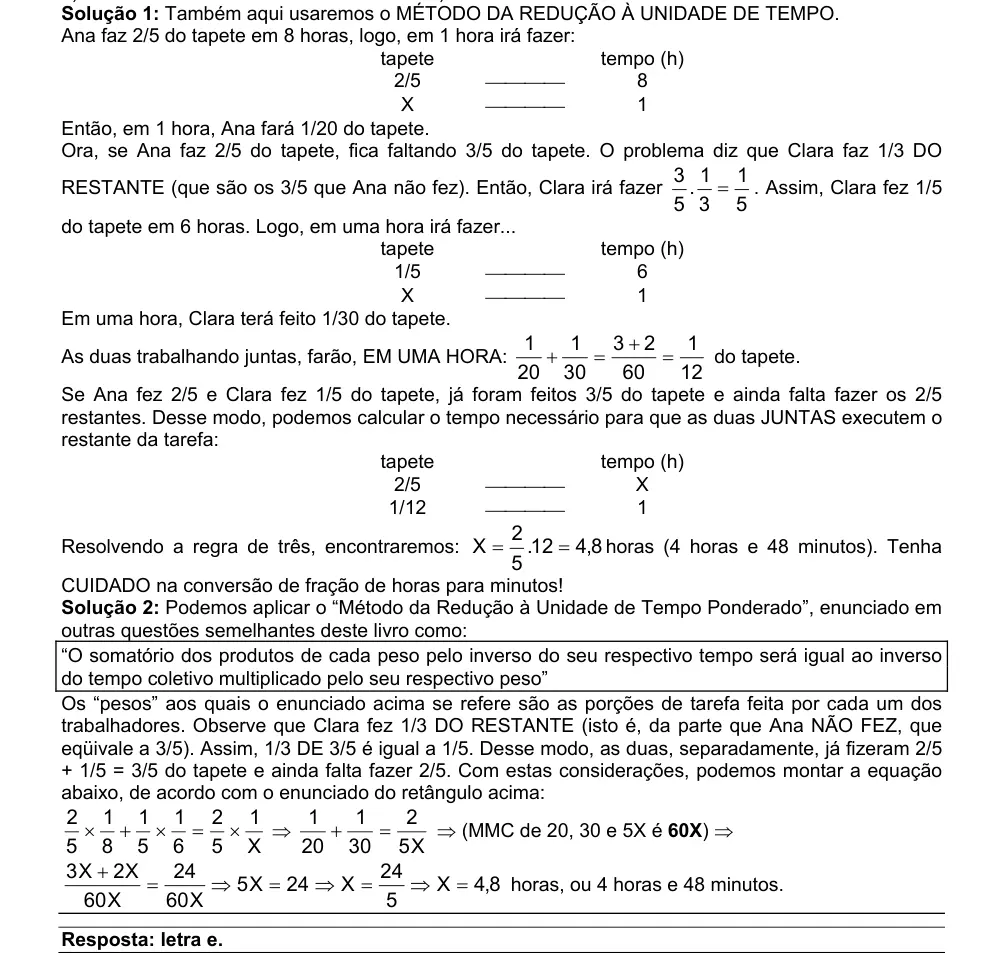 Solução 1: Também aqui usaremos o MÉTODO DA REDUÇÃO À UNIDADE DE TEMPO.
Ana faz 2/5 do tapete em 8 horas, logo, em 1 hora irá fazer:
tapete tempo (h)
2/5 ———— 8
X ———— 1
Então, em 1 hora, Ana fará 1/20 do tapete.
Ora, se Ana faz 2/5 do tapete, fica faltando 3/5 do tapete. O problema diz que Clara faz 1/3 DO
RESTANTE (que são os 3/5 que Ana não fez). Então, Clara irá fazer 3/5 . 1/3 = 1/5 . Assim, Clara fez 1/5
do tapete em 6 horas. Logo, em uma hora irá fazer...
tapete tempo (h)
1/5 ———— 6
X ———— 1
Em uma hora, Clara terá feito 1/30 do tapete.
As duas trabalhando juntas, farão, EM UMA HORA: 1/20 + 1/30 = (3 + 2)/60 = 1/12 do tapete.
Se Ana fez 2/5 e Clara fez 1/5 do tapete, já foram feitos 3/5 do tapete e ainda falta fazer os 2/5
restantes. Desse modo, podemos calcular o tempo necessário para que as duas JUNTAS executem o
restante da tarefa:
tapete tempo (h)
2/5 ———— X
1/12 ———— 1
Resolvendo a regra de três, encontraremos: X = 2/5 .12 = 4,8 horas (4 horas e 48 minutos). Tenha
CUIDADO na conversão de fração de horas para minutos!
Solução 2: Podemos aplicar o “Método da Redução à Unidade de Tempo Ponderado”, enunciado em
outras questões semelhantes deste livro como:
“O somatório dos produtos de cada peso pelo inverso do seu respectivo tempo será igual ao inverso
do tempo coletivo multiplicado pelo seu respectivo peso”
Os “pesos” aos quais o enunciado acima se refere são as porções de tarefa feita por cada um dos
trabalhadores. Observe que Clara fez 1/3 DO RESTANTE (isto é, da parte que Ana NÃO FEZ, que
eqüivale a 3/5). Assim, 1/3 DE 3/5 é igual a 1/5. Desse modo, as duas, separadamente, já fizeram 2/5
+ 1/5 = 3/5 do tapete e ainda falta fazer 2/5. Com estas considerações, podemos montar a equação
abaixo, de acordo com o enunciado do retângulo acima:
2/5 × 1/8 + 1/5 × 1/6 = 2/5 × 1/X ⇒ 1/20 + 1/30 = 2/5X ⇒ (MMC de 20, 30 e 5X é 60X) ⇒
(3X + 2X)/60X = 24/60X ⇒ 5X = 24 ⇒ X = 24/5 ⇒ X = 4,8 horas, ou 4 horas e 48 minutos.
Resposta: letra e.